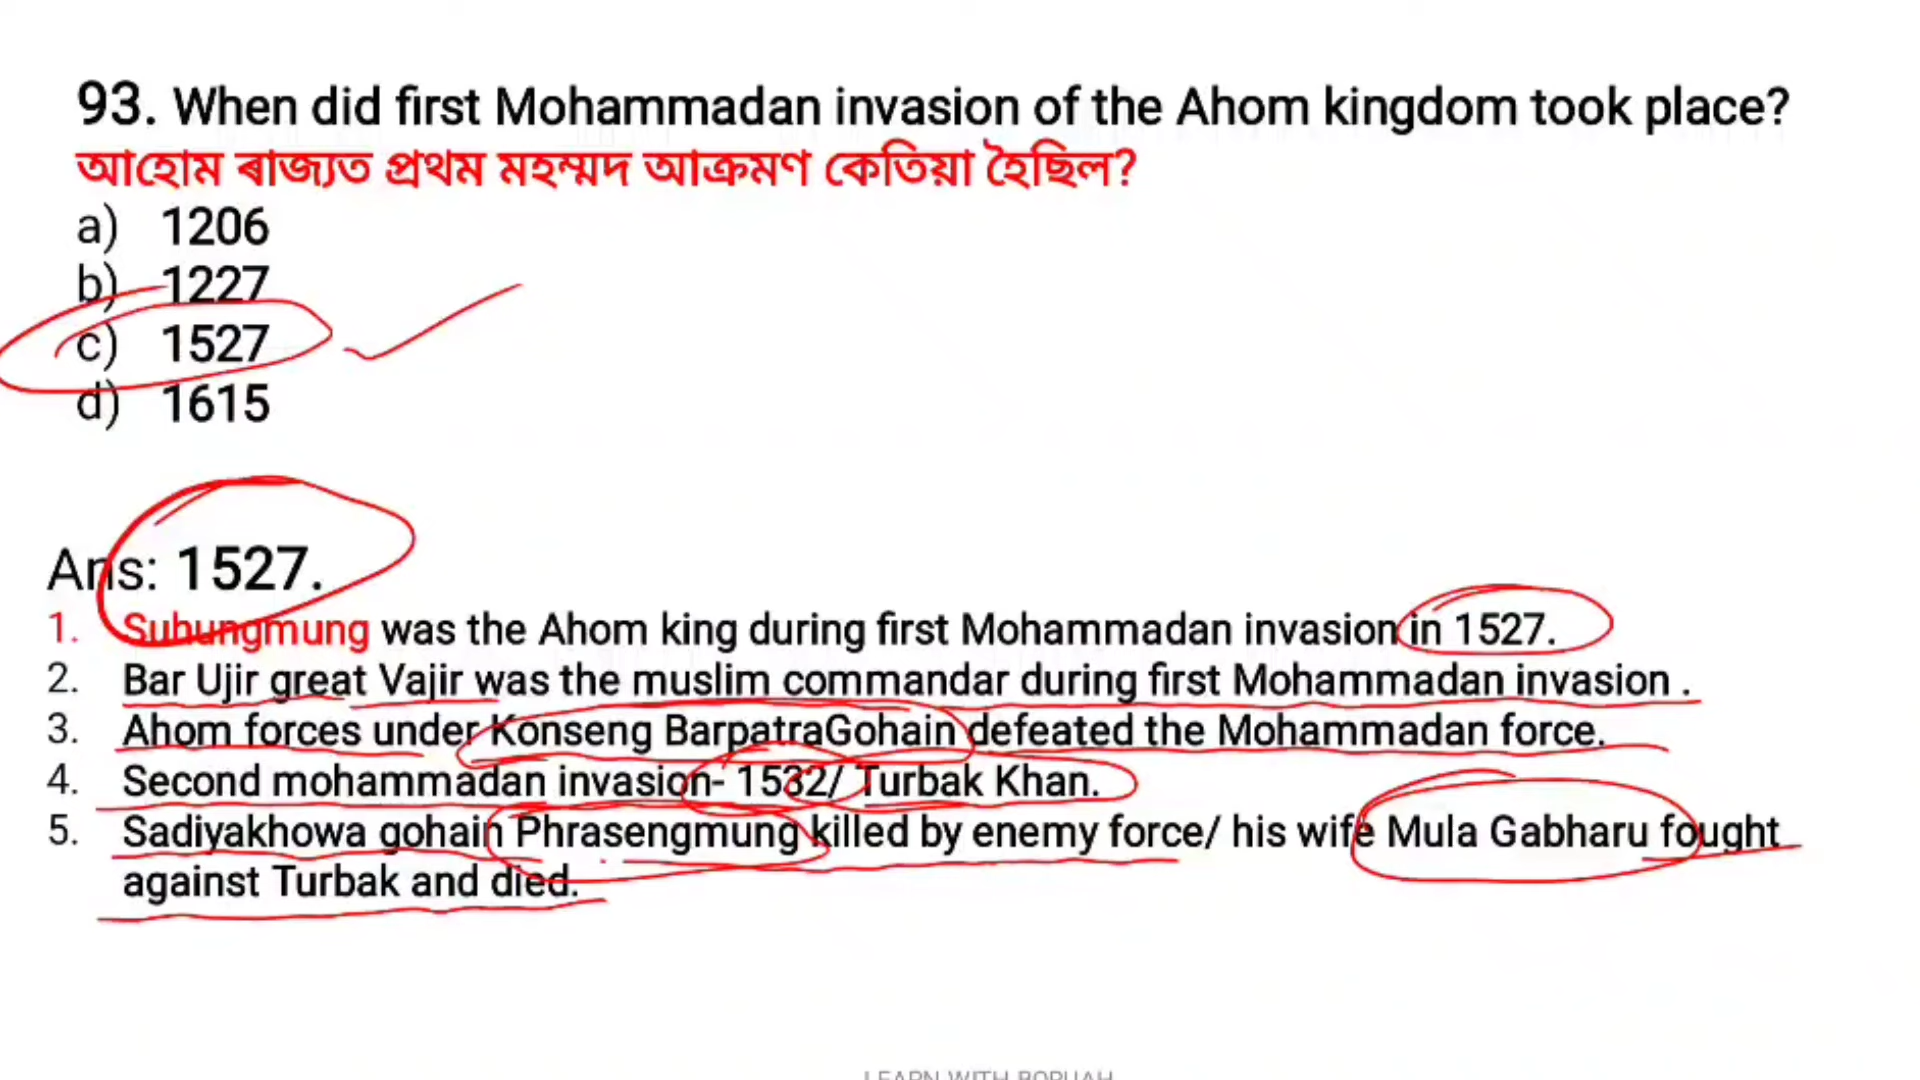 93. When did first Mohammadan invasion of the Ahom kingdom took place?
আহোম ৰাজ্যত প্ৰথম মহম্মদ আক্ৰমণ কেতিয়া হৈছিল?
a) 1206
b) 1227
c) 1527
d) 1615
Ans: 1527.
1. Suhungmung was the Ahom king during first Mohammadan invasion in 1527.
2. Bar Ujir great Vajir was the muslim commandar during first Mohammadan invasion .
3. Ahom forces under Konseng BarpatraGohain defeated the Mohammadan force.
4. Second mohammadan invasion- 1532/ Turbak Khan.
5. Sadiyakhowa gohain Phrasengmung killed by enemy force/ his wife Mula Gabharu fought
against Turbak and died.
LEARN WITH BORUAH